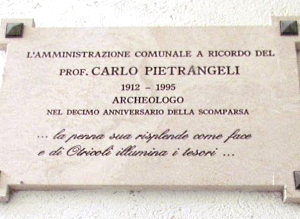 L'AMMINISTRAZIONE COMUNALE A RICORDO DEL
PROF. CARLO PIETRANGELI
1912 - 1995
ARCHEOLOGO
NEL DECIMO ANNIVERSARIO DELLA SCOMPARSA
... la penna sua risplende come face
e di Otricoli illumina i tesori ...